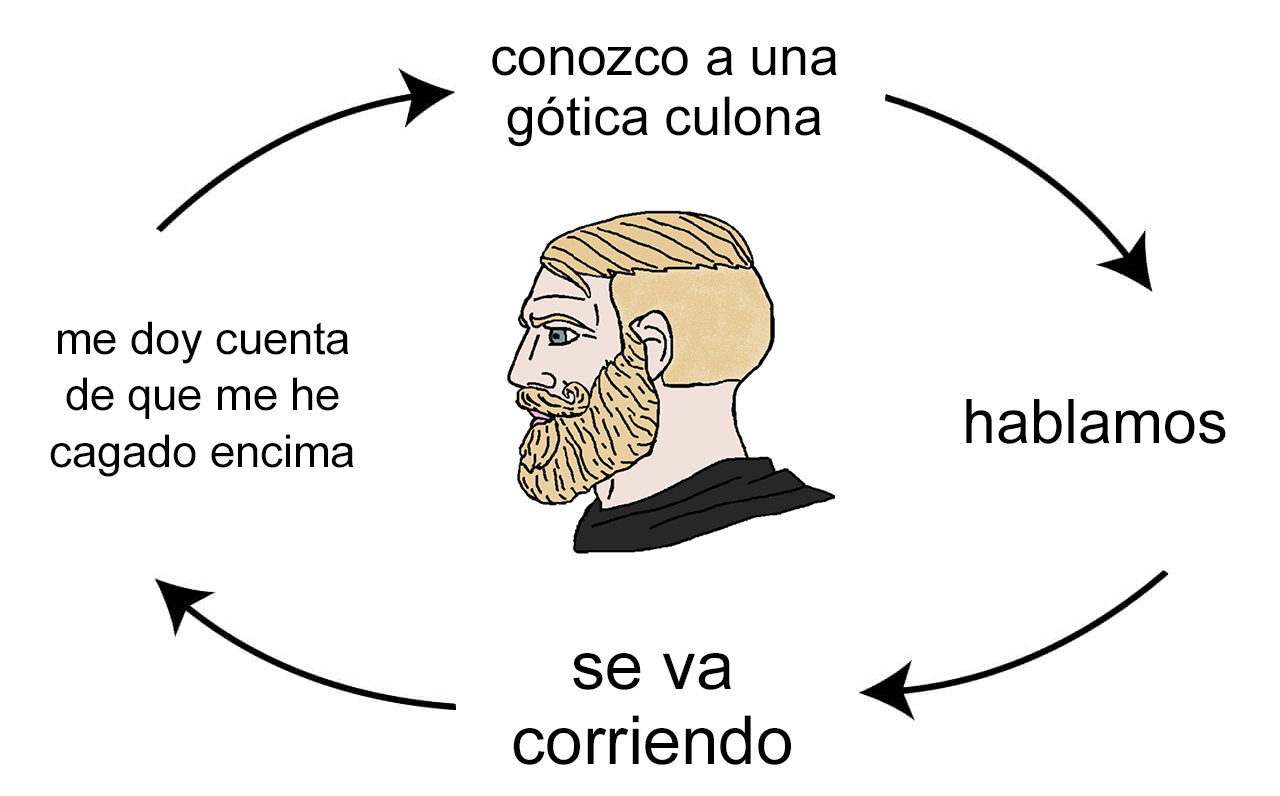 conozco a una
gótica culona
hablamos
se va
corriendo
me doy cuenta
de que me he
cagado encima